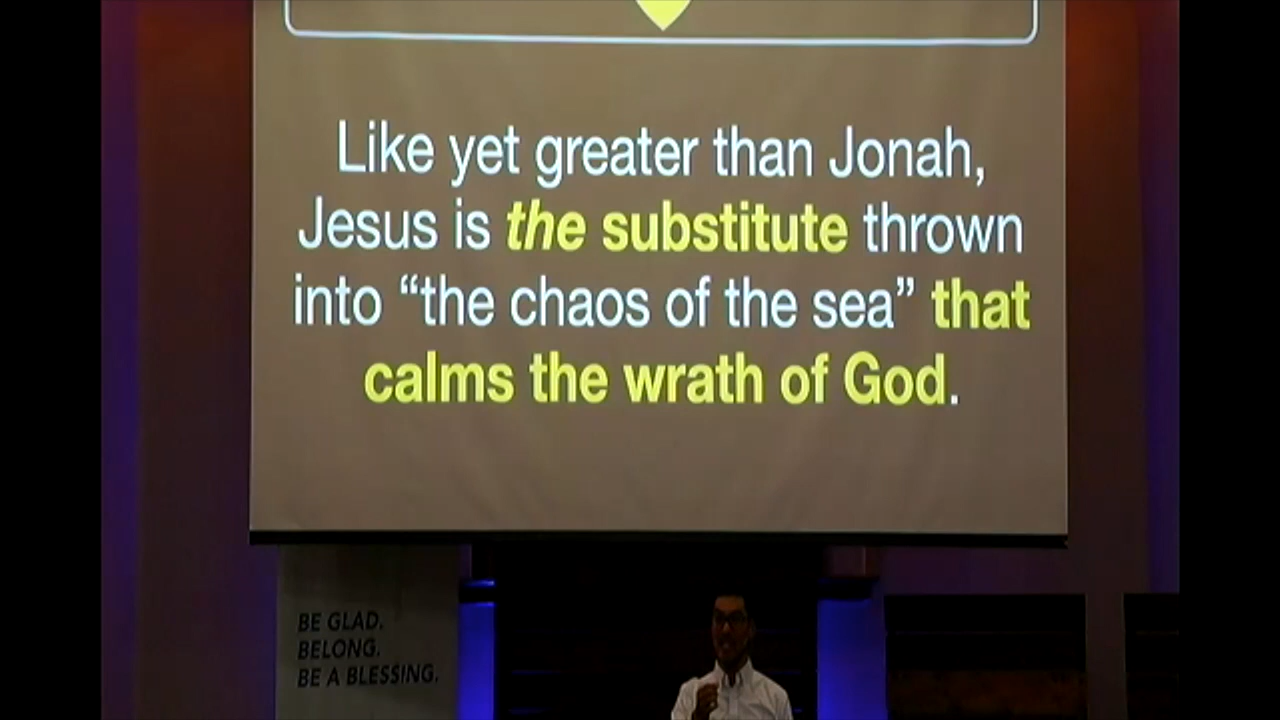 Like yet greater than Jonah,
Jesus is the substitute thrown
into “the chaos of the sea” that
calms the wrath of God.
BE GLAD.
BELONG.
BE A BLESSING.